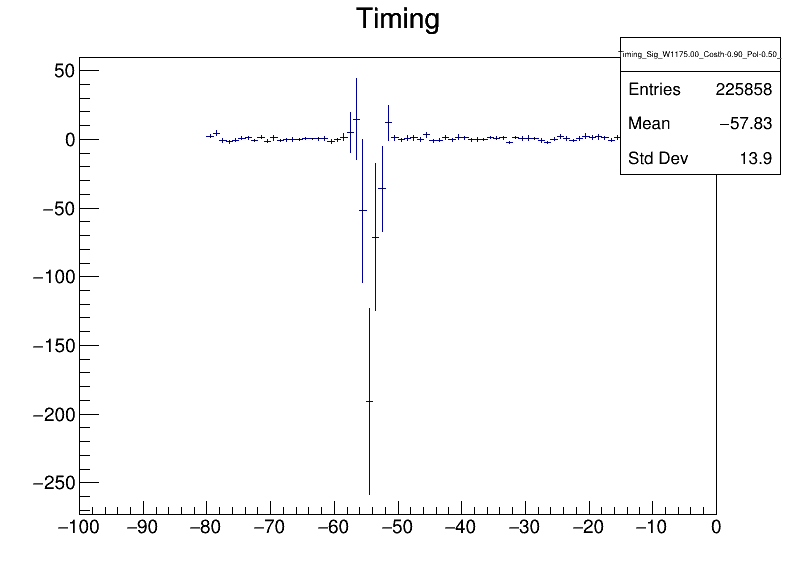 Timing
Timing_Sig_W1175.00_Costh-0.90_Pol-0.50_
Entries 225858
Mean −57.83
Std Dev 13.9
50
0
−50
−100
−150
−200
−250
−100 −90 −80 −70 −60 −50 −40 −30 −20 −10 0